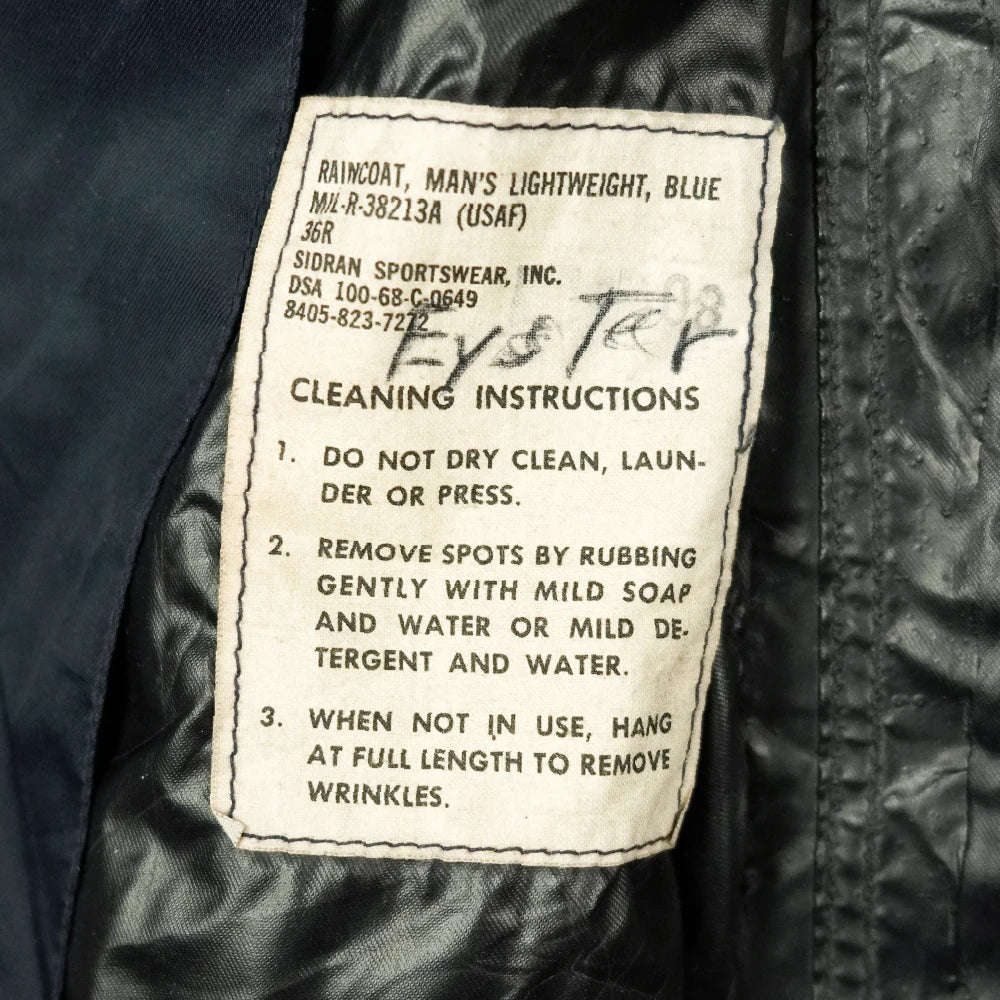 RAINCOAT, MAN'S LIGHTWEIGHT, BLUE
MIL-R-38213A (USAF)
36R
SIDRAN SPORTSWEAR, INC.
DSA 100-68-C-0649
8405-823-7272
CLEANING INSTRUCTIONS
1. DO NOT DRY CLEAN, LAUN-
DER OR PRESS.
2. REMOVE SPOTS BY RUBBING
GENTLY WITH MILD SOAP
AND WATER OR MILD DE-
TERGENT AND WATER.
3. WHEN NOT IN USE, HANG
AT FULL LENGTH TO REMOVE
WRINKLES.